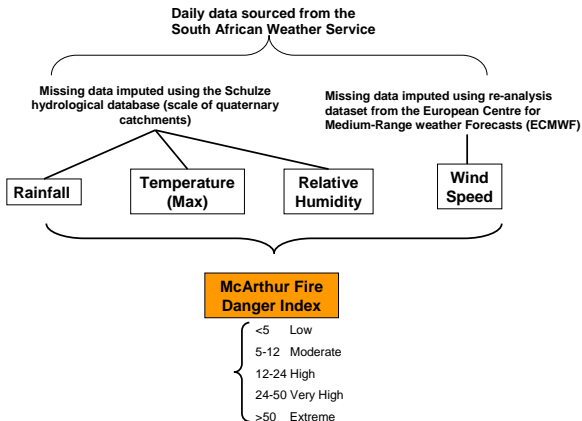 Daily data sourced from the
South African Weather Service
Missing data imputed using the Schulze
hydrological database (scale of quaternary
catchments)
Missing data imputed using re-analysis
dataset from the European Centre for
Medium-Range weather Forecasts (ECMWF)
Rainfall
Temperature
(Max)
Relative
Humidity
Wind
Speed
McArthur Fire
Danger Index
<5 Low
5-12 Moderate
12-24 High
24-50 Very High
>50 Extreme